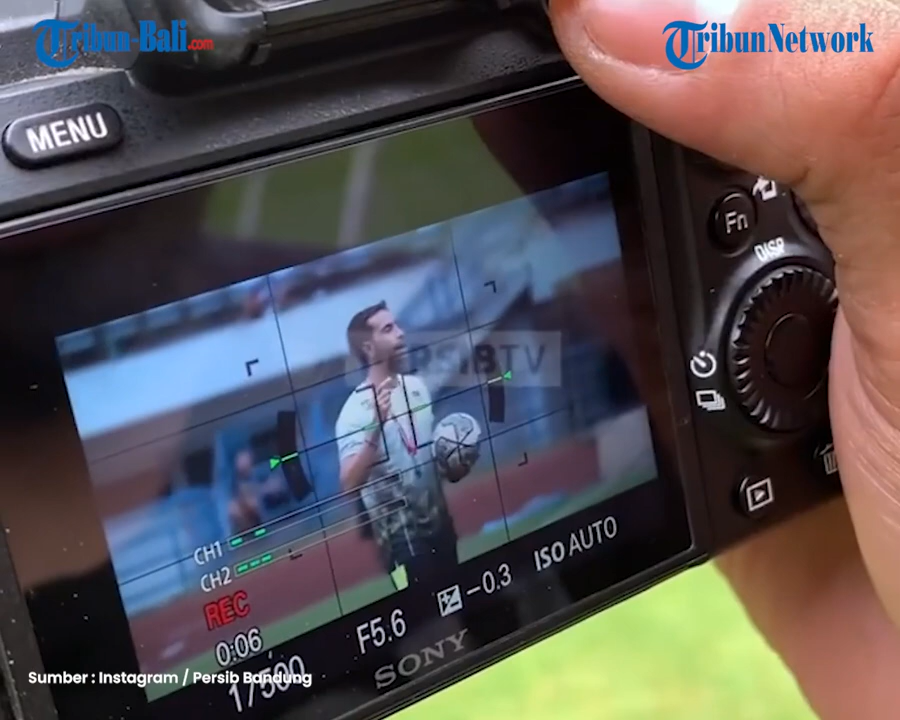 Tribun-Bali.com
TribunNetwork
MENU
Fn
DISP
PERSIBTV
CH1
CH2
REC
0:06
1/500
F5.6
-0.3
ISO AUTO
SONY
Sumber : Instagram / Persib Bandung